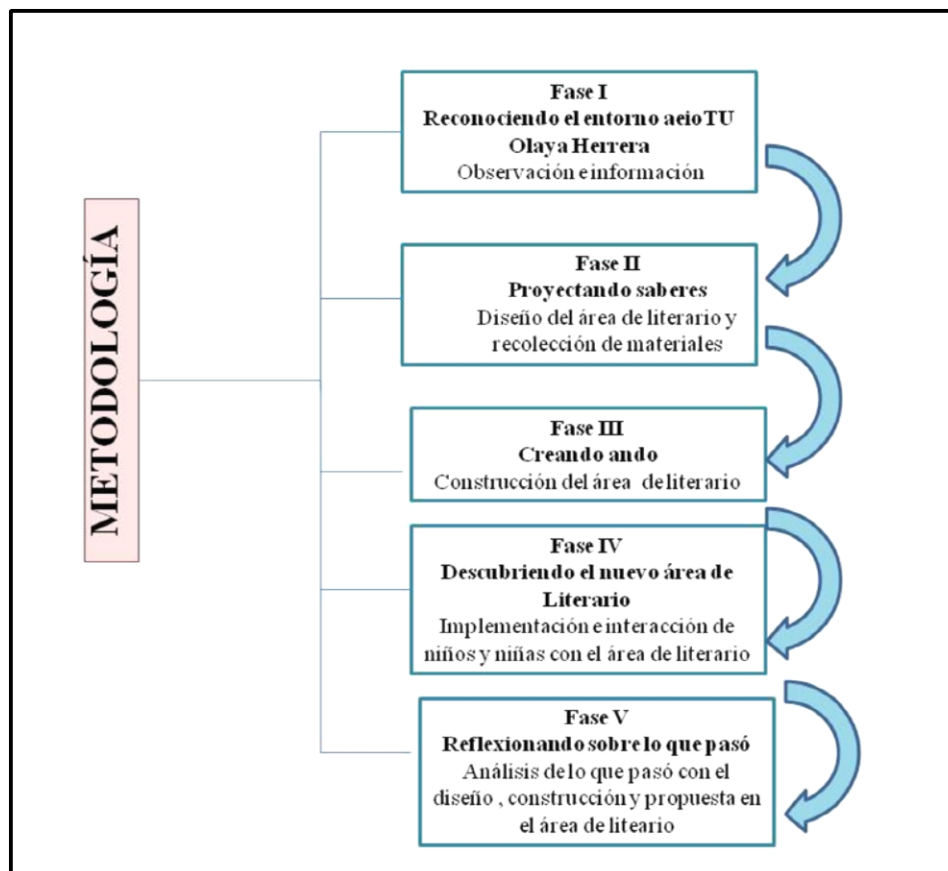 METODOLOGÍA
Fase I
Reconociendo el entorno aeioTU
Olaya Herrera
Observación e información
Fase II
Proyectando saberes
Diseño del área de literario y
recolección de materiales
Fase III
Creando ando
Construcción del área de literario
Fase IV
Descubriendo el nuevo área de
Literario
Implementación e interacción de
niños y niñas con el área de literario
Fase V
Reflexionando sobre lo que pasó
Análisis de lo que pasó con el
diseño , construcción y propuesta en
el área de liteario